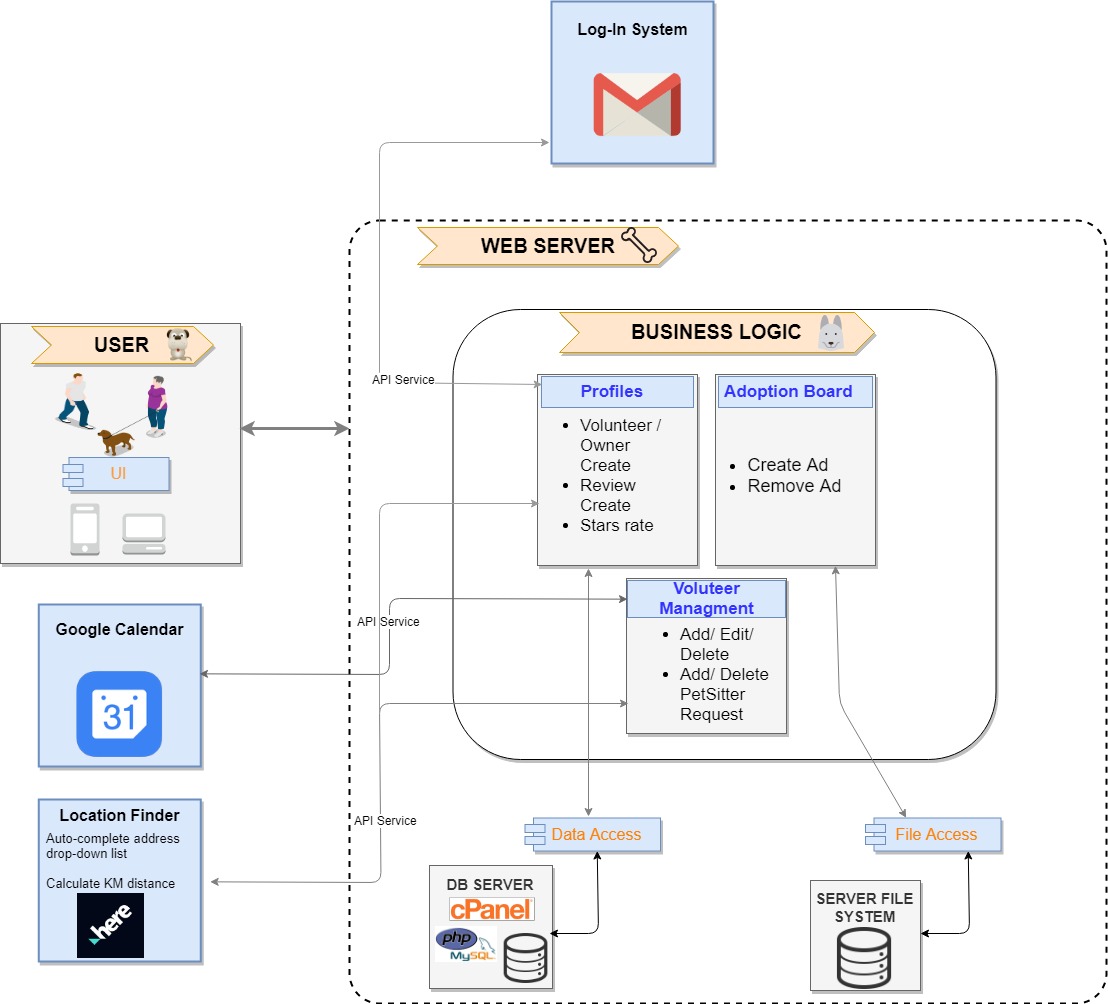 Log-In System
WEB SERVER
BUSINESS LOGIC
USER
UI
API Service
Profiles
Volunteer /
Owner
Create
Review
Create
Stars rate
Adoption Board
Create Ad
Remove Ad
Voluteer
Managment
Add/ Edit/
Delete
Add/ Delete
PetSitter
Request
API Service
Google Calendar
31
Location Finder
Auto-complete address
drop-down list
Calculate KM distance
here
API Service
Data Access
File Access
DB SERVER
cPanel
php
MySQL
SERVER FILE
SYSTEM